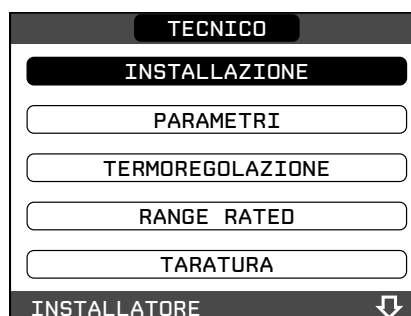 TECNICO
INSTALLAZIONE
PARAMETRI
TERMOREGOLAZIONE
RANGE RATED
TARATURA
INSTALLATORE